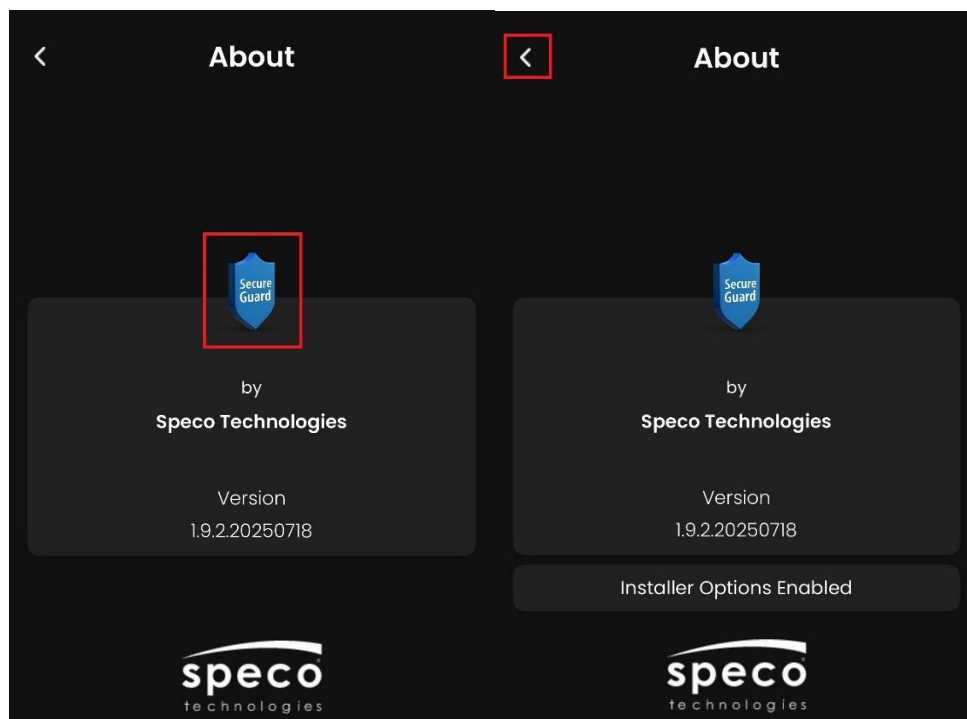 About
Secure
Guard
by
Speco Technologies
Version
1.9.2.20250718
speco
technologies
About
Secure
Guard
by
Speco Technologies
Version
1.9.2.20250718
Installer Options Enabled
speco
technologies